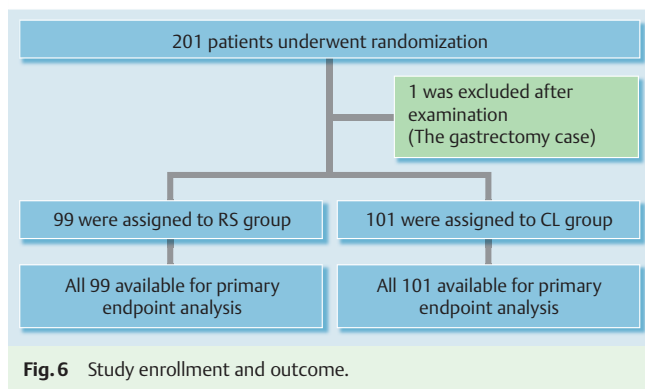 201 patients underwent randomization
1 was excluded after
examination
(The gastrectomy case)
99 were assigned to RS group
101 were assigned to CL group
All 99 available for primary
endpoint analysis
All 101 available for primary
endpoint analysis
Fig. 6 Study enrollment and outcome.